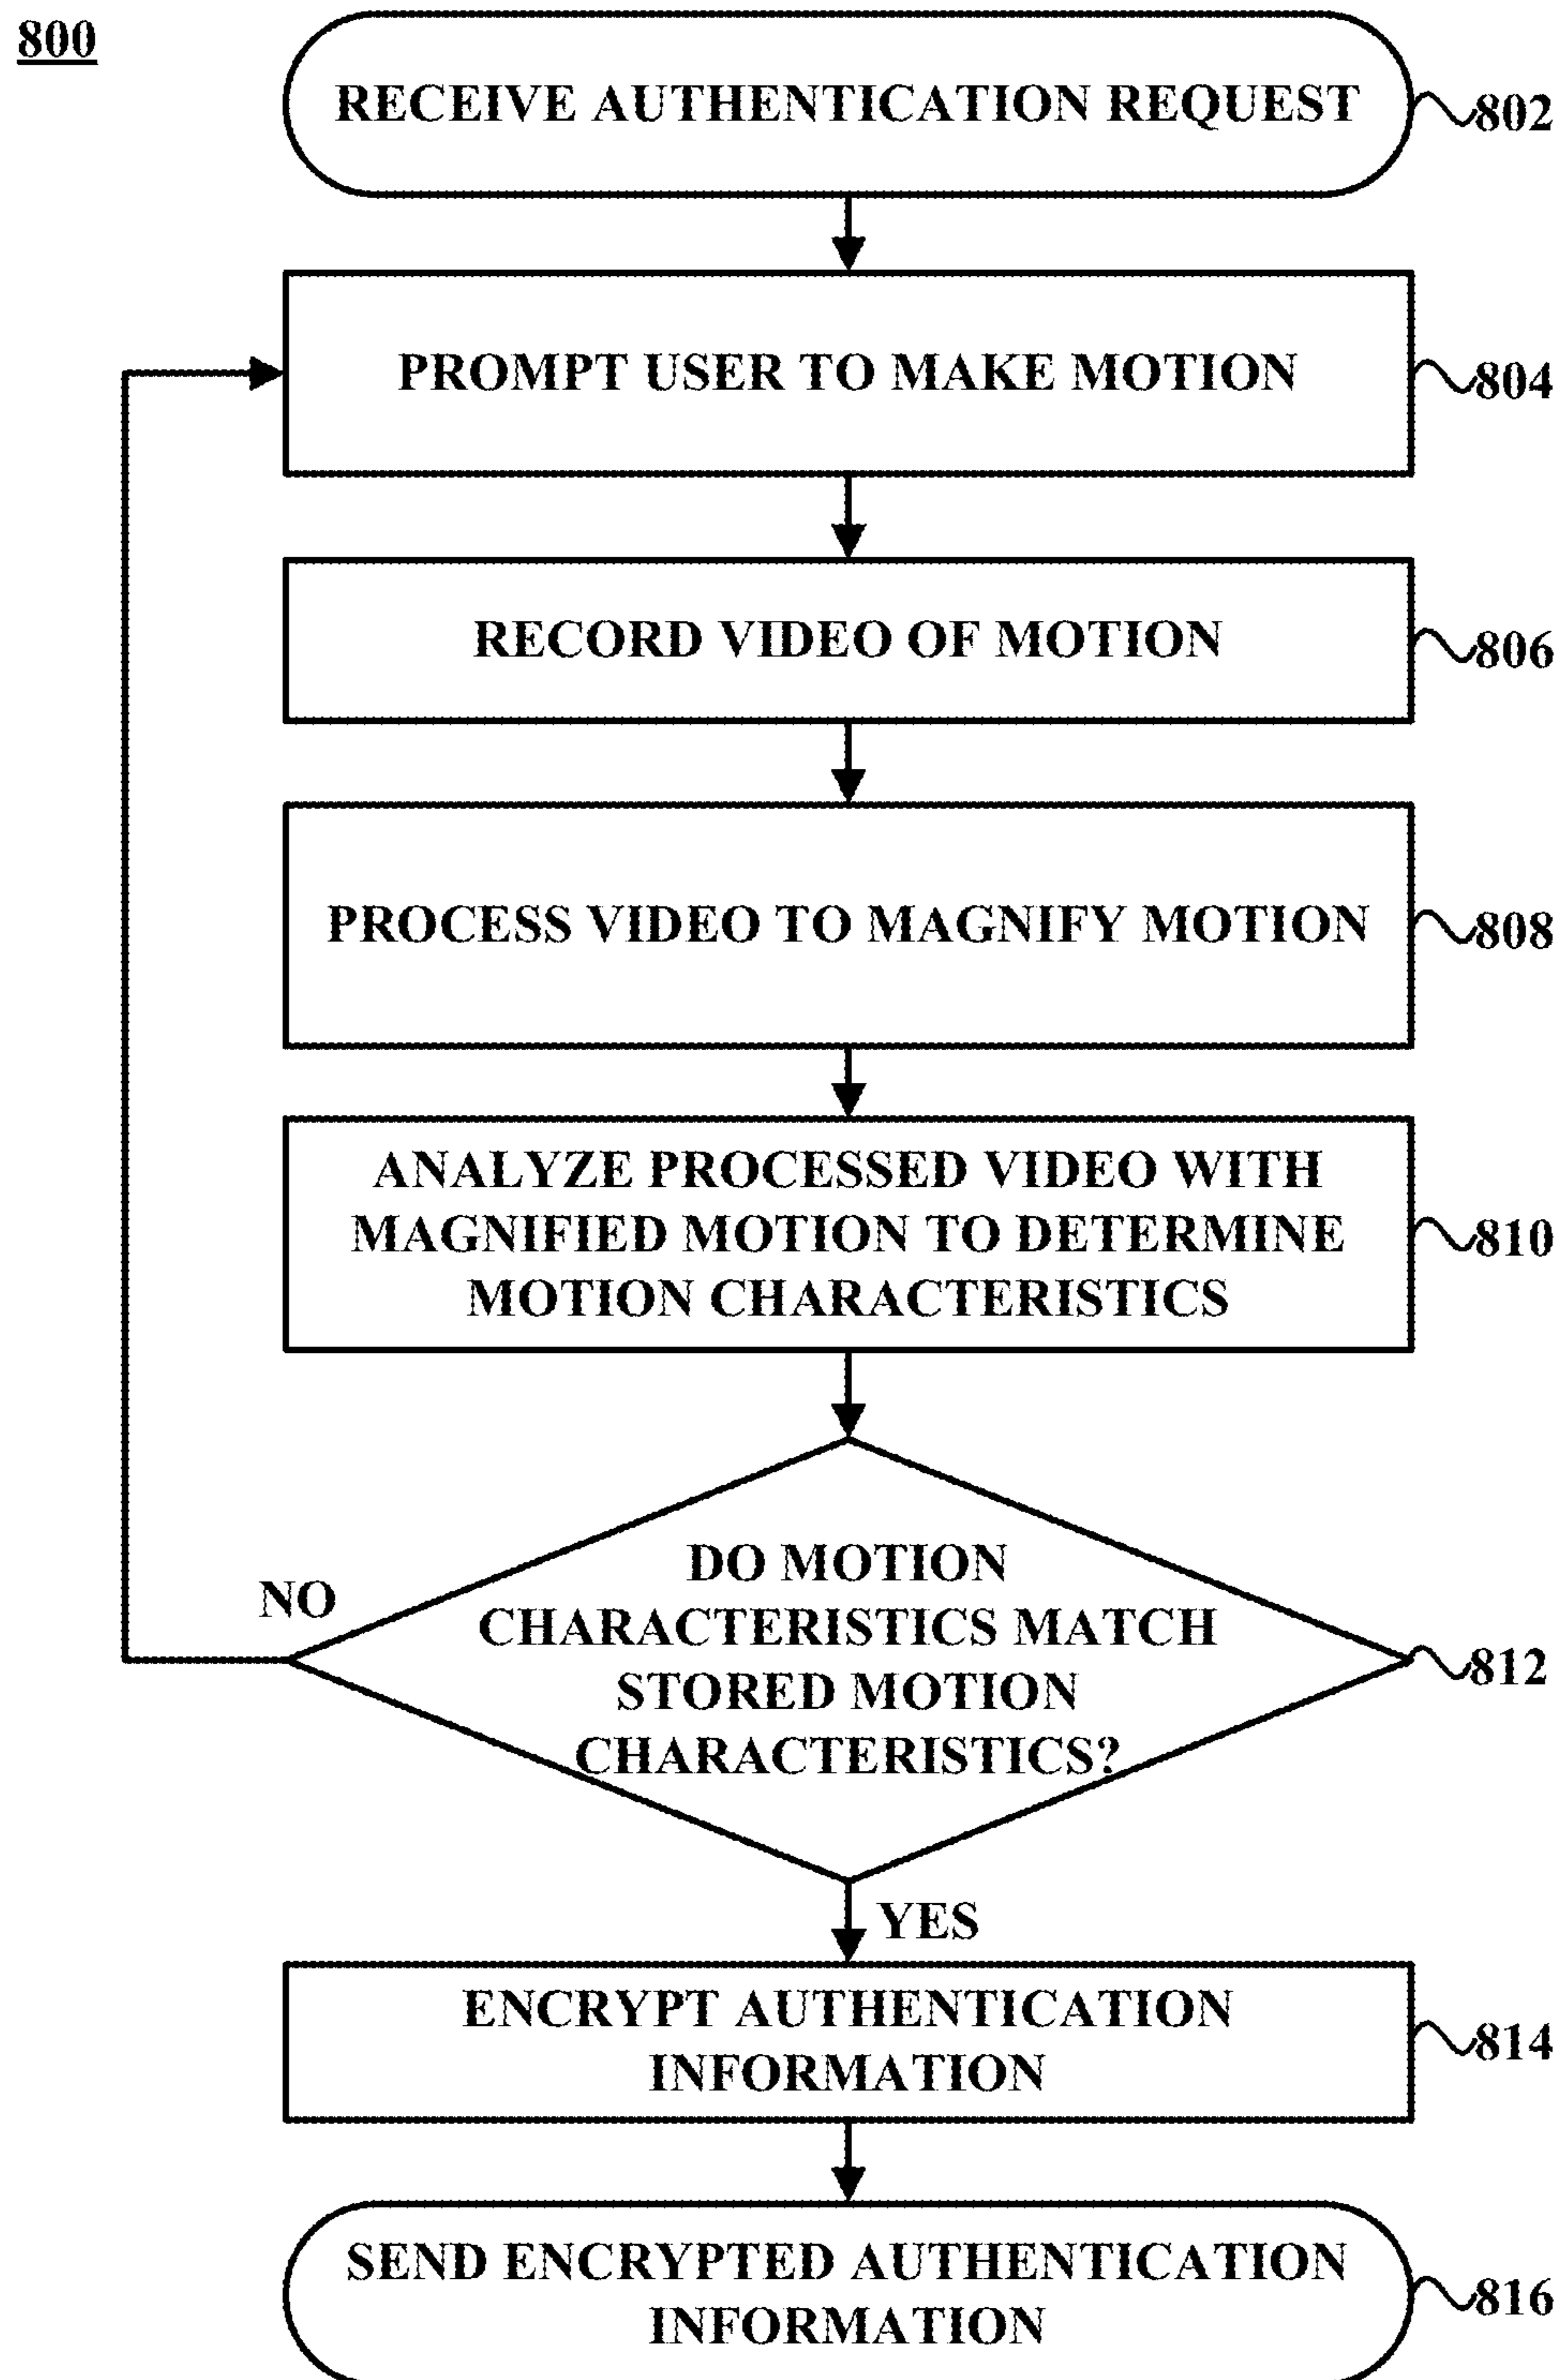 800
RECEIVE AUTHENTICATION REQUEST
802
PROMPT USER TO MAKE MOTION
804
RECORD VIDEO OF MOTION
806
PROCESS VIDEO TO MAGNIFY MOTION
808
ANALYZE PROCESSED VIDEO WITH
MAGNIFIED MOTION TO DETERMINE
MOTION CHARACTERISTICS
810
DO MOTION
CHARACTERISTICS MATCH
STORED MOTION
CHARACTERISTICS?
812
NO
YES
ENCRYPT AUTHENTICATION
INFORMATION
814
SEND ENCRYPTED AUTHENTICATION
INFORMATION
816